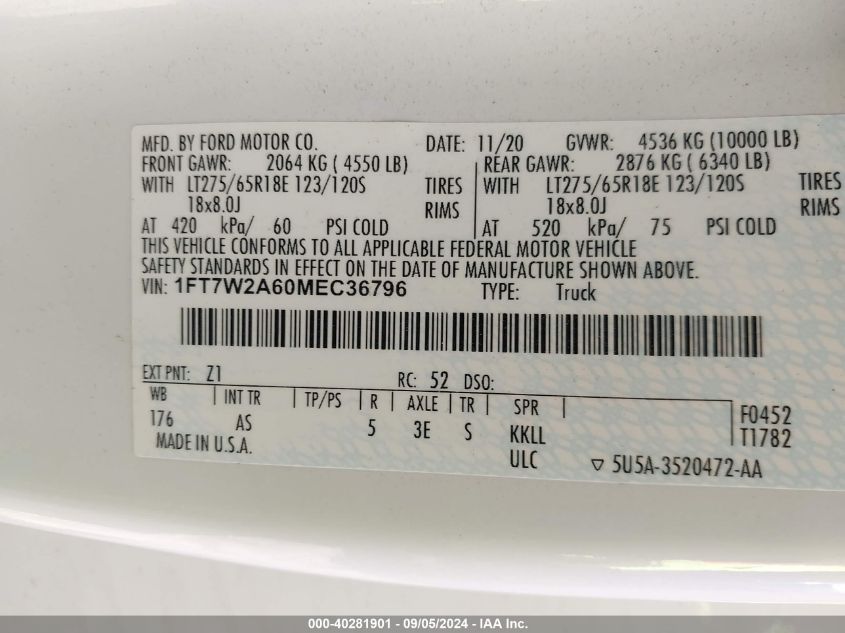 MFD. BY FORD MOTOR CO. DATE: 11/20 GVWR: 4536 KG (10000 LB)
FRONT GAWR: 2064 KG ( 4550 LB) REAR GAWR: 2876 KG ( 6340 LB)
WITH LT275/65R18E 123/120S TIRES WITH LT275/65R18E 123/120S TIRES
18x8.0J RIMS 18x8.0J RIMS
AT 420 kPa/ 60 PSI COLD AT 520 kPa/ 75 PSI COLD
THIS VEHICLE CONFORMS TO ALL APPLICABLE FEDERAL MOTOR VEHICLE
SAFETY STANDARDS IN EFFECT ON THE DATE OF MANUFACTURE SHOWN ABOVE.
VIN: 1FT7W2A60MEC36796 TYPE: Truck
EXT PNT: Z1 RC: 52 DSO:
WB INT TR TP/PS R AXLE TR SPR F0452
176 AS 5 3E S KKLL T1782
MADE IN U.S.A. ULC 5U5A-3520472-AA
000-40281901 - 09/05/2024 - IAA Inc.